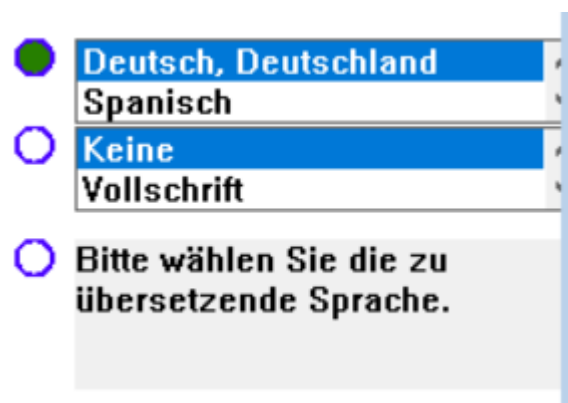 Deutsch, Deutschland
Spanisch
Keine
Vollschrift
Bitte wählen Sie die zu
übersetzende Sprache.